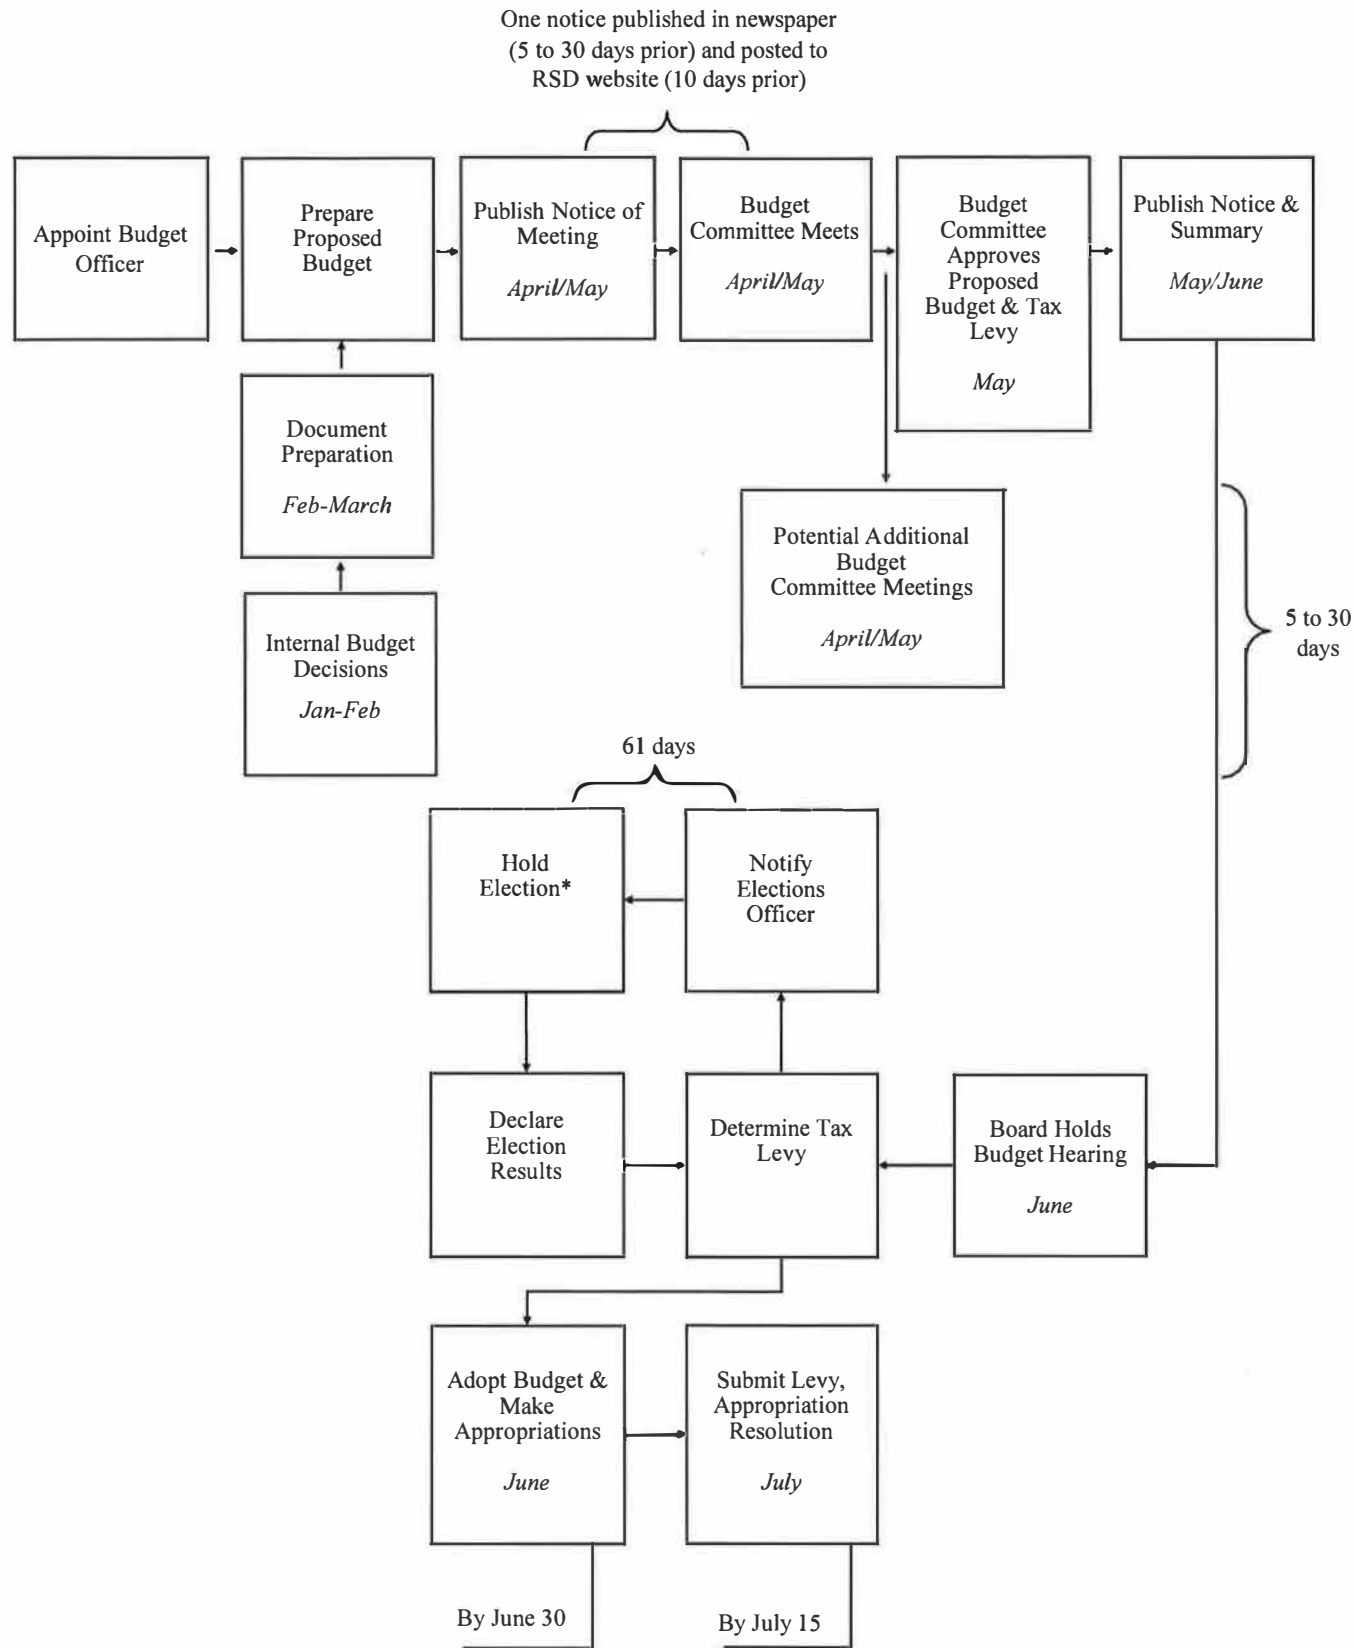 One notice published in newspaper
(5 to 30 days prior) and posted to
RSD website (10 days prior)
Appoint Budget
Officer
Prepare
Proposed
Budget
Publish Notice of
Meeting
April/May
Budget
Committee Meets
April/May
Budget
Committee
Approves
Proposed
Budget & Tax
Levy
May
Publish Notice &
Summary
May/June
Document
Preparation
Feb-March
Internal Budget
Decisions
Jan-Feb
Potential Additional
Budget
Committee Meetings
April/May
5 to 30
days
61 days
Hold
Election*
Notify
Elections
Officer
Declare
Election
Results
Determine Tax
Levy
Board Holds
Budget Hearing
June
Adopt Budget &
Make
Appropriations
June
Submit Levy,
Appropriation
Resolution
July
By June 30
By July 15